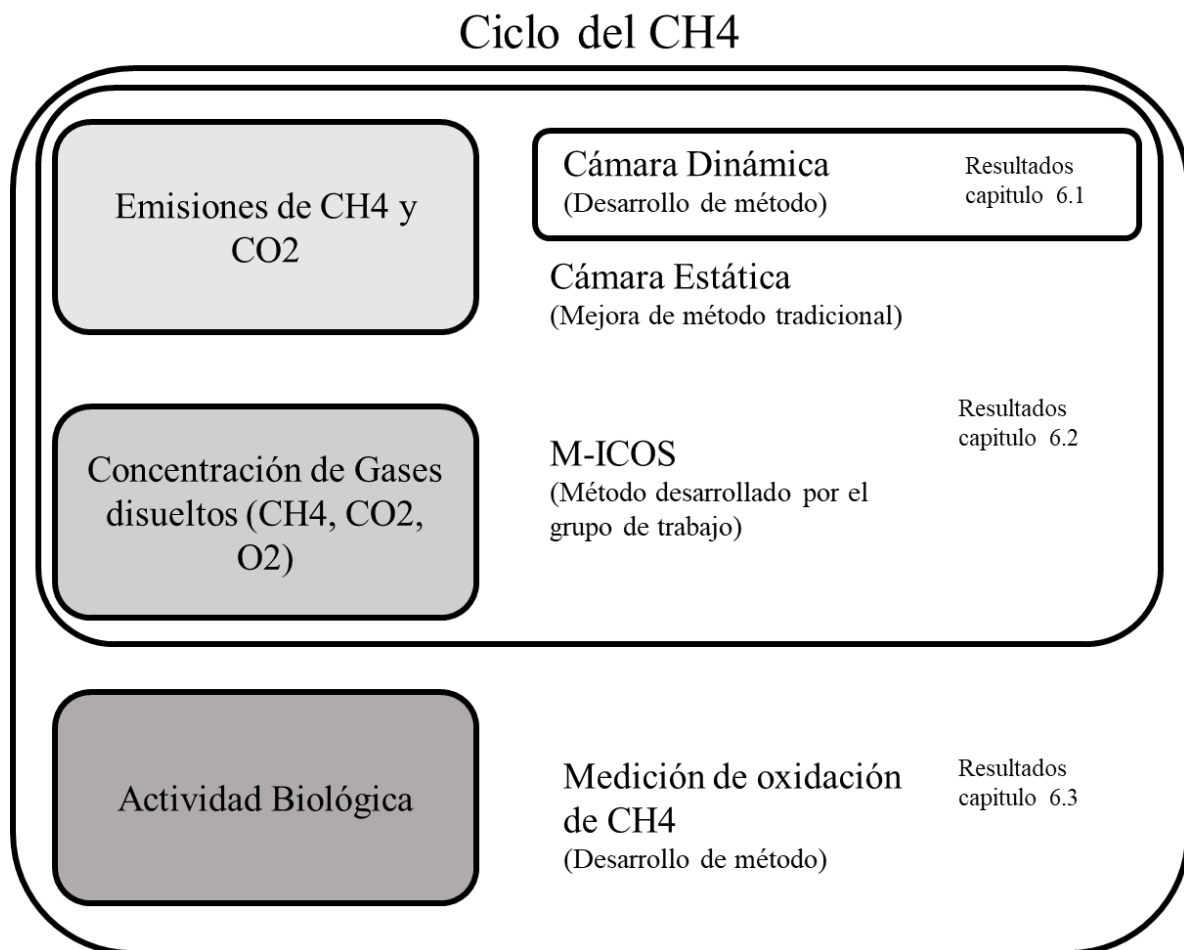 Ciclo del CH4
Emisiones de CH4 y
CO2
Cámara Dinámica
(Desarrollo de método)
Resultados
capitulo 6.1
Cámara Estática
(Mejora de método tradicional)
Concentración de Gases
disueltos (CH4, CO2,
O2)
M-ICOS
(Método desarrollado por el
grupo de trabajo)
Resultados
capitulo 6.2
Actividad Biológica
Medición de oxidación
de CH4
(Desarrollo de método)
Resultados
capitulo 6.3